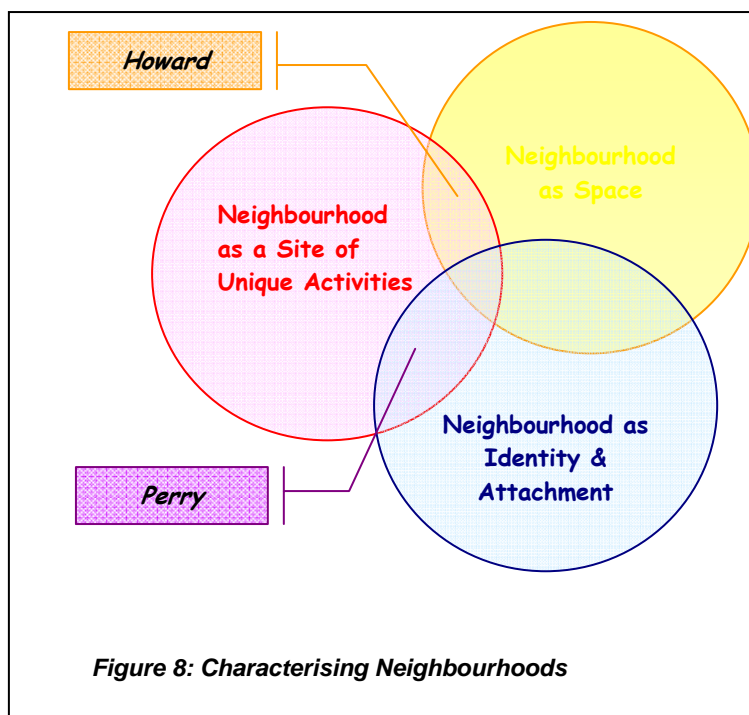 Howard
Neighbourhood
as Space
Neighbourhood
as a Site of
Unique Activities
Neighbourhood as
Identity &
Attachment
Perry
Figure 8: Characterising Neighbourhoods